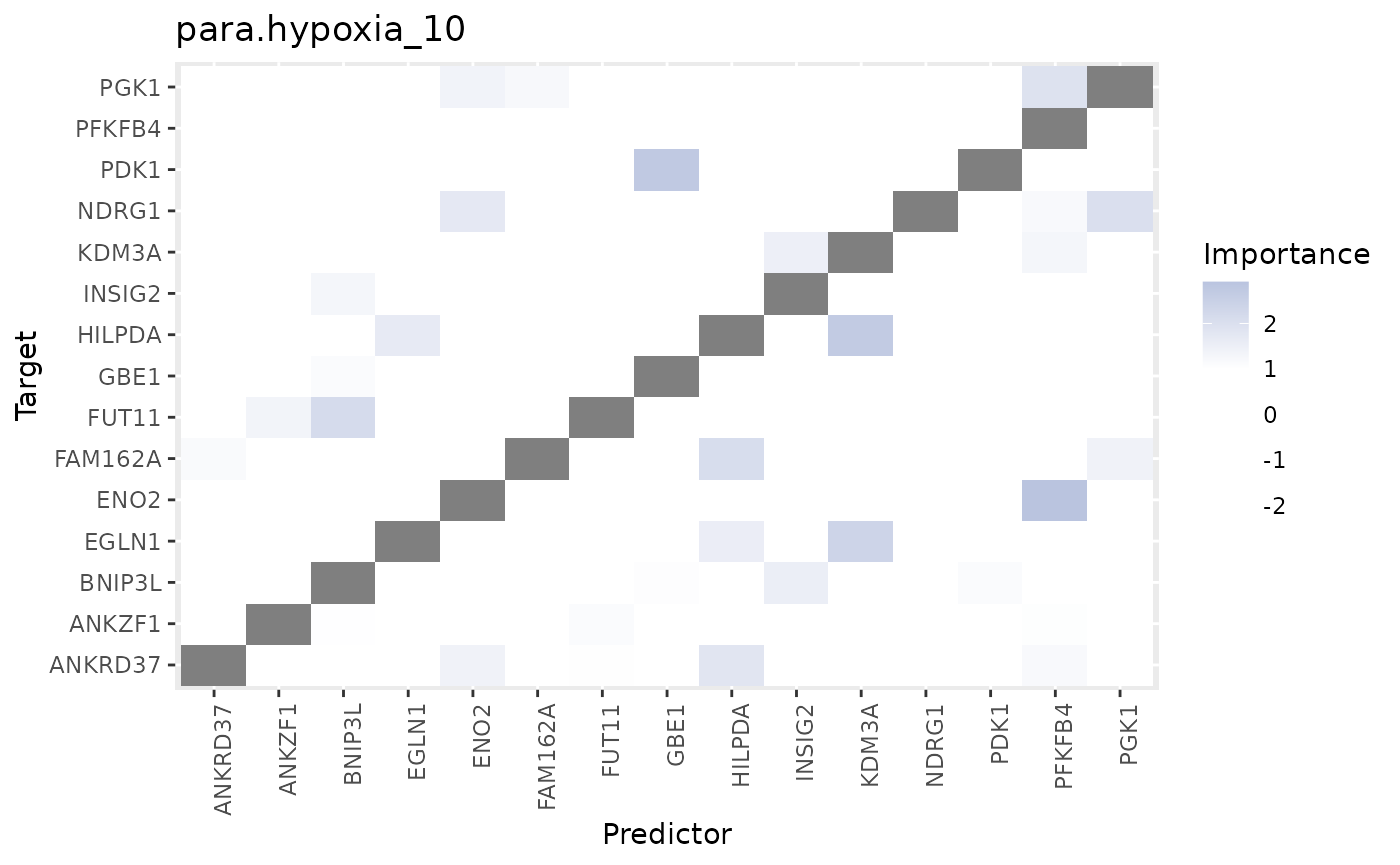 para.hypoxia_10
PGK1
PFKFB4
PDK1
NDRG1
KDM3A
INSIG2
HILPDA
GBE1
FUT11
FAM162A
ENO2
EGLN1
BNIP3L
ANKZF1
ANKRD37
Target
ANKRD37
ANKZF1
BNIP3L
EGLN1
ENO2
FAM162A
FUT11
GBE1
HILPDA
INSIG2
KDM3A
NDRG1
PDK1
PFKFB4
PGK1
Predictor
Importance
2
1
0
-1
-2